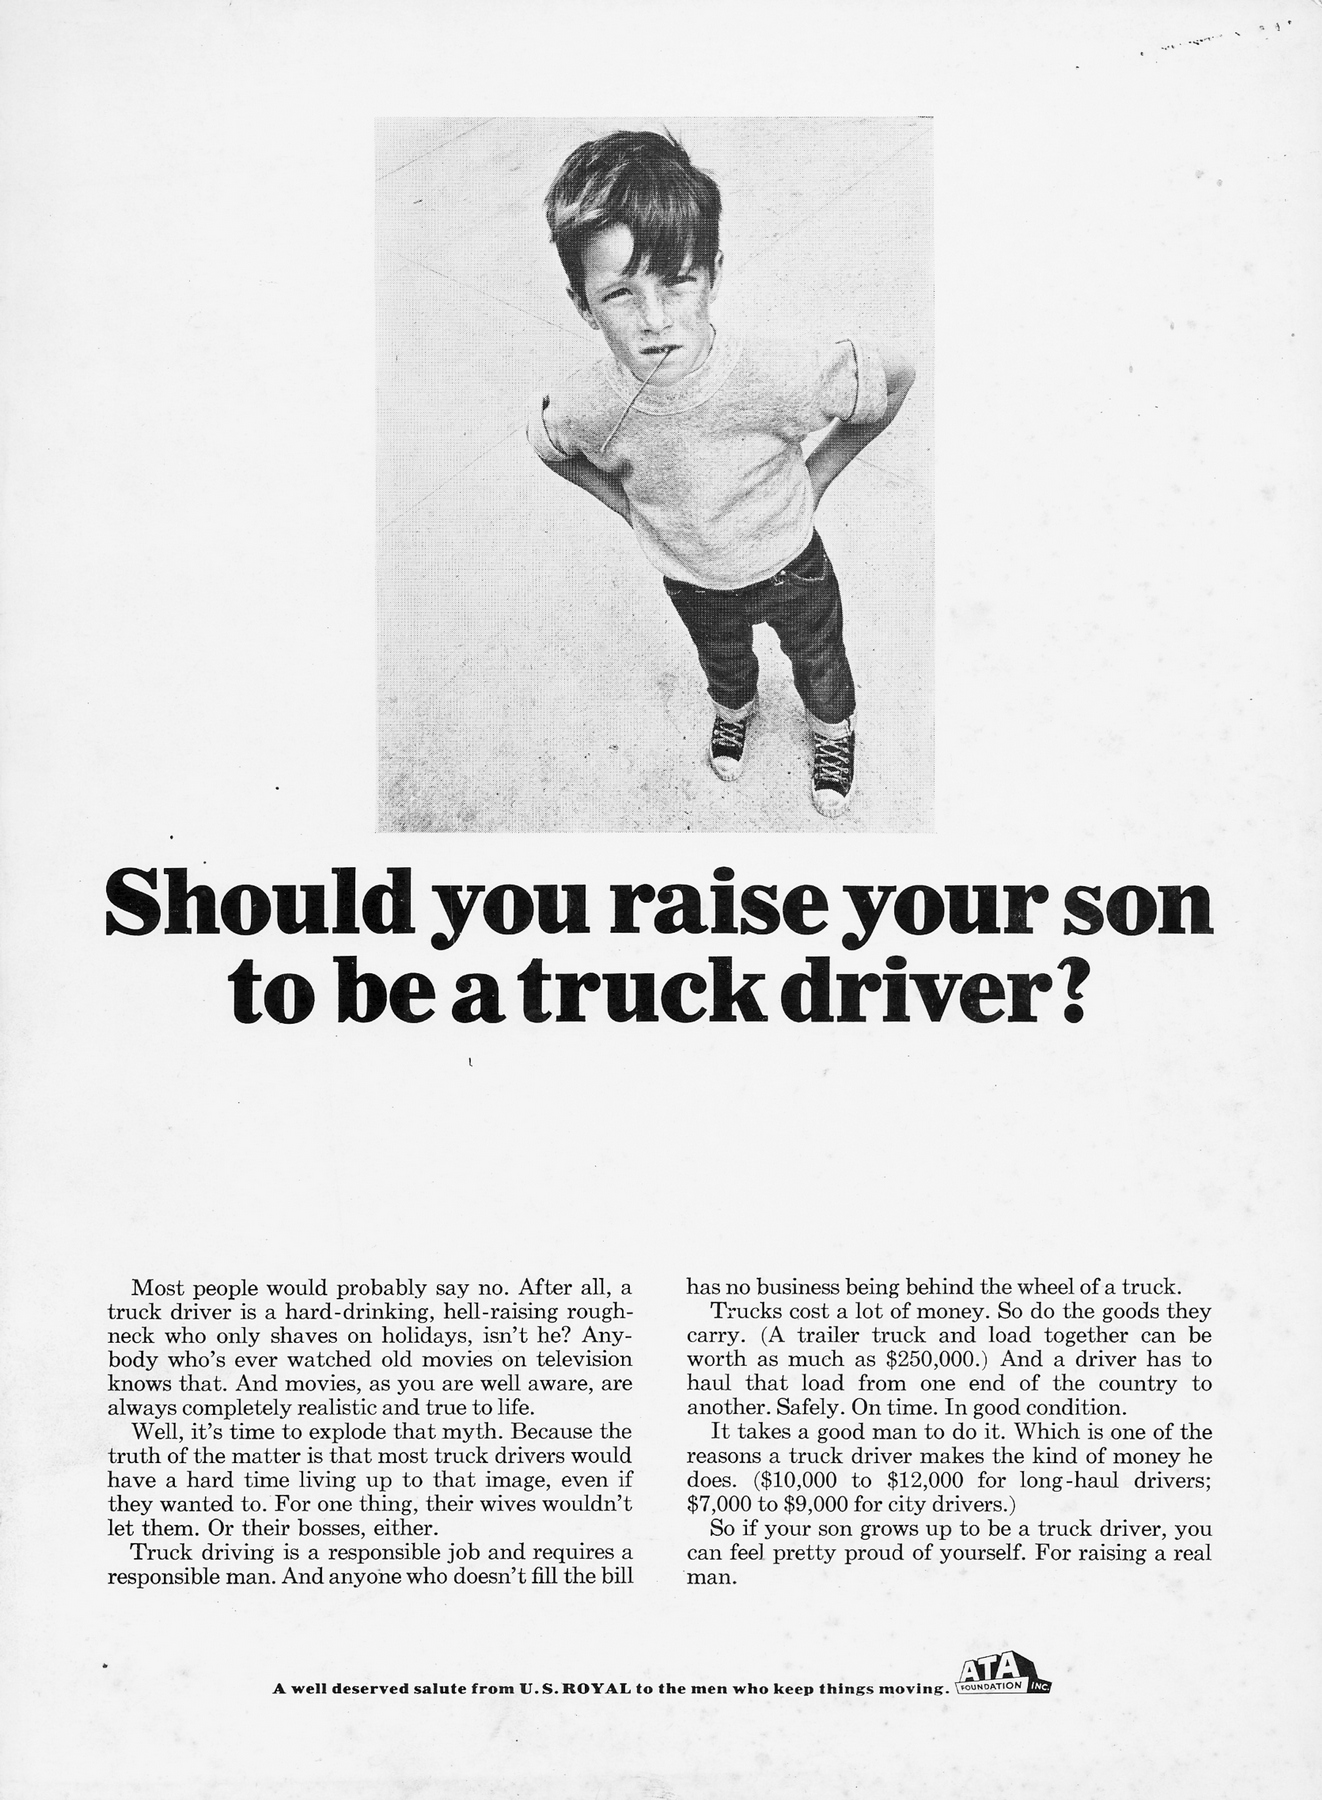 Should you raise your son
to be a truck driver?
Most people would probably say no. After all, a
truck driver is a hard-drinking, hell-raising rough-
neck who only shaves on holidays, isn't he? Any-
body who's ever watched old movies on television
knows that. And movies, as you are well aware, are
always completely realistic and true to life.
Well, it's time to explode that myth. Because the
truth of the matter is that most truck drivers would
have a hard time living up to that image, even if
they wanted to. For one thing, their wives wouldn't
let them. Or their bosses, either.
Truck driving is a responsible job and requires a
responsible man. And anyone who doesn't fill the bill
has no business being behind the wheel of a truck.
Trucks cost a lot of money. So do the goods they
carry. (A trailer truck and load together can be
worth as much as $250,000.) And a driver has to
haul that load from one end of the country to
another. Safely. On time. In good condition.
It takes a good man to do it. Which is one of the
reasons a truck driver makes the kind of money he
does. ($10,000 to $12,000 for long-haul drivers;
$7,000 to $9,000 for city drivers.)
So if your son grows up to be a truck driver, you
can feel pretty proud of yourself. For raising a real
man.
A well deserved salute from U.S. ROYAL to the men who keep things moving.
ATA
FOUNDATION INC.